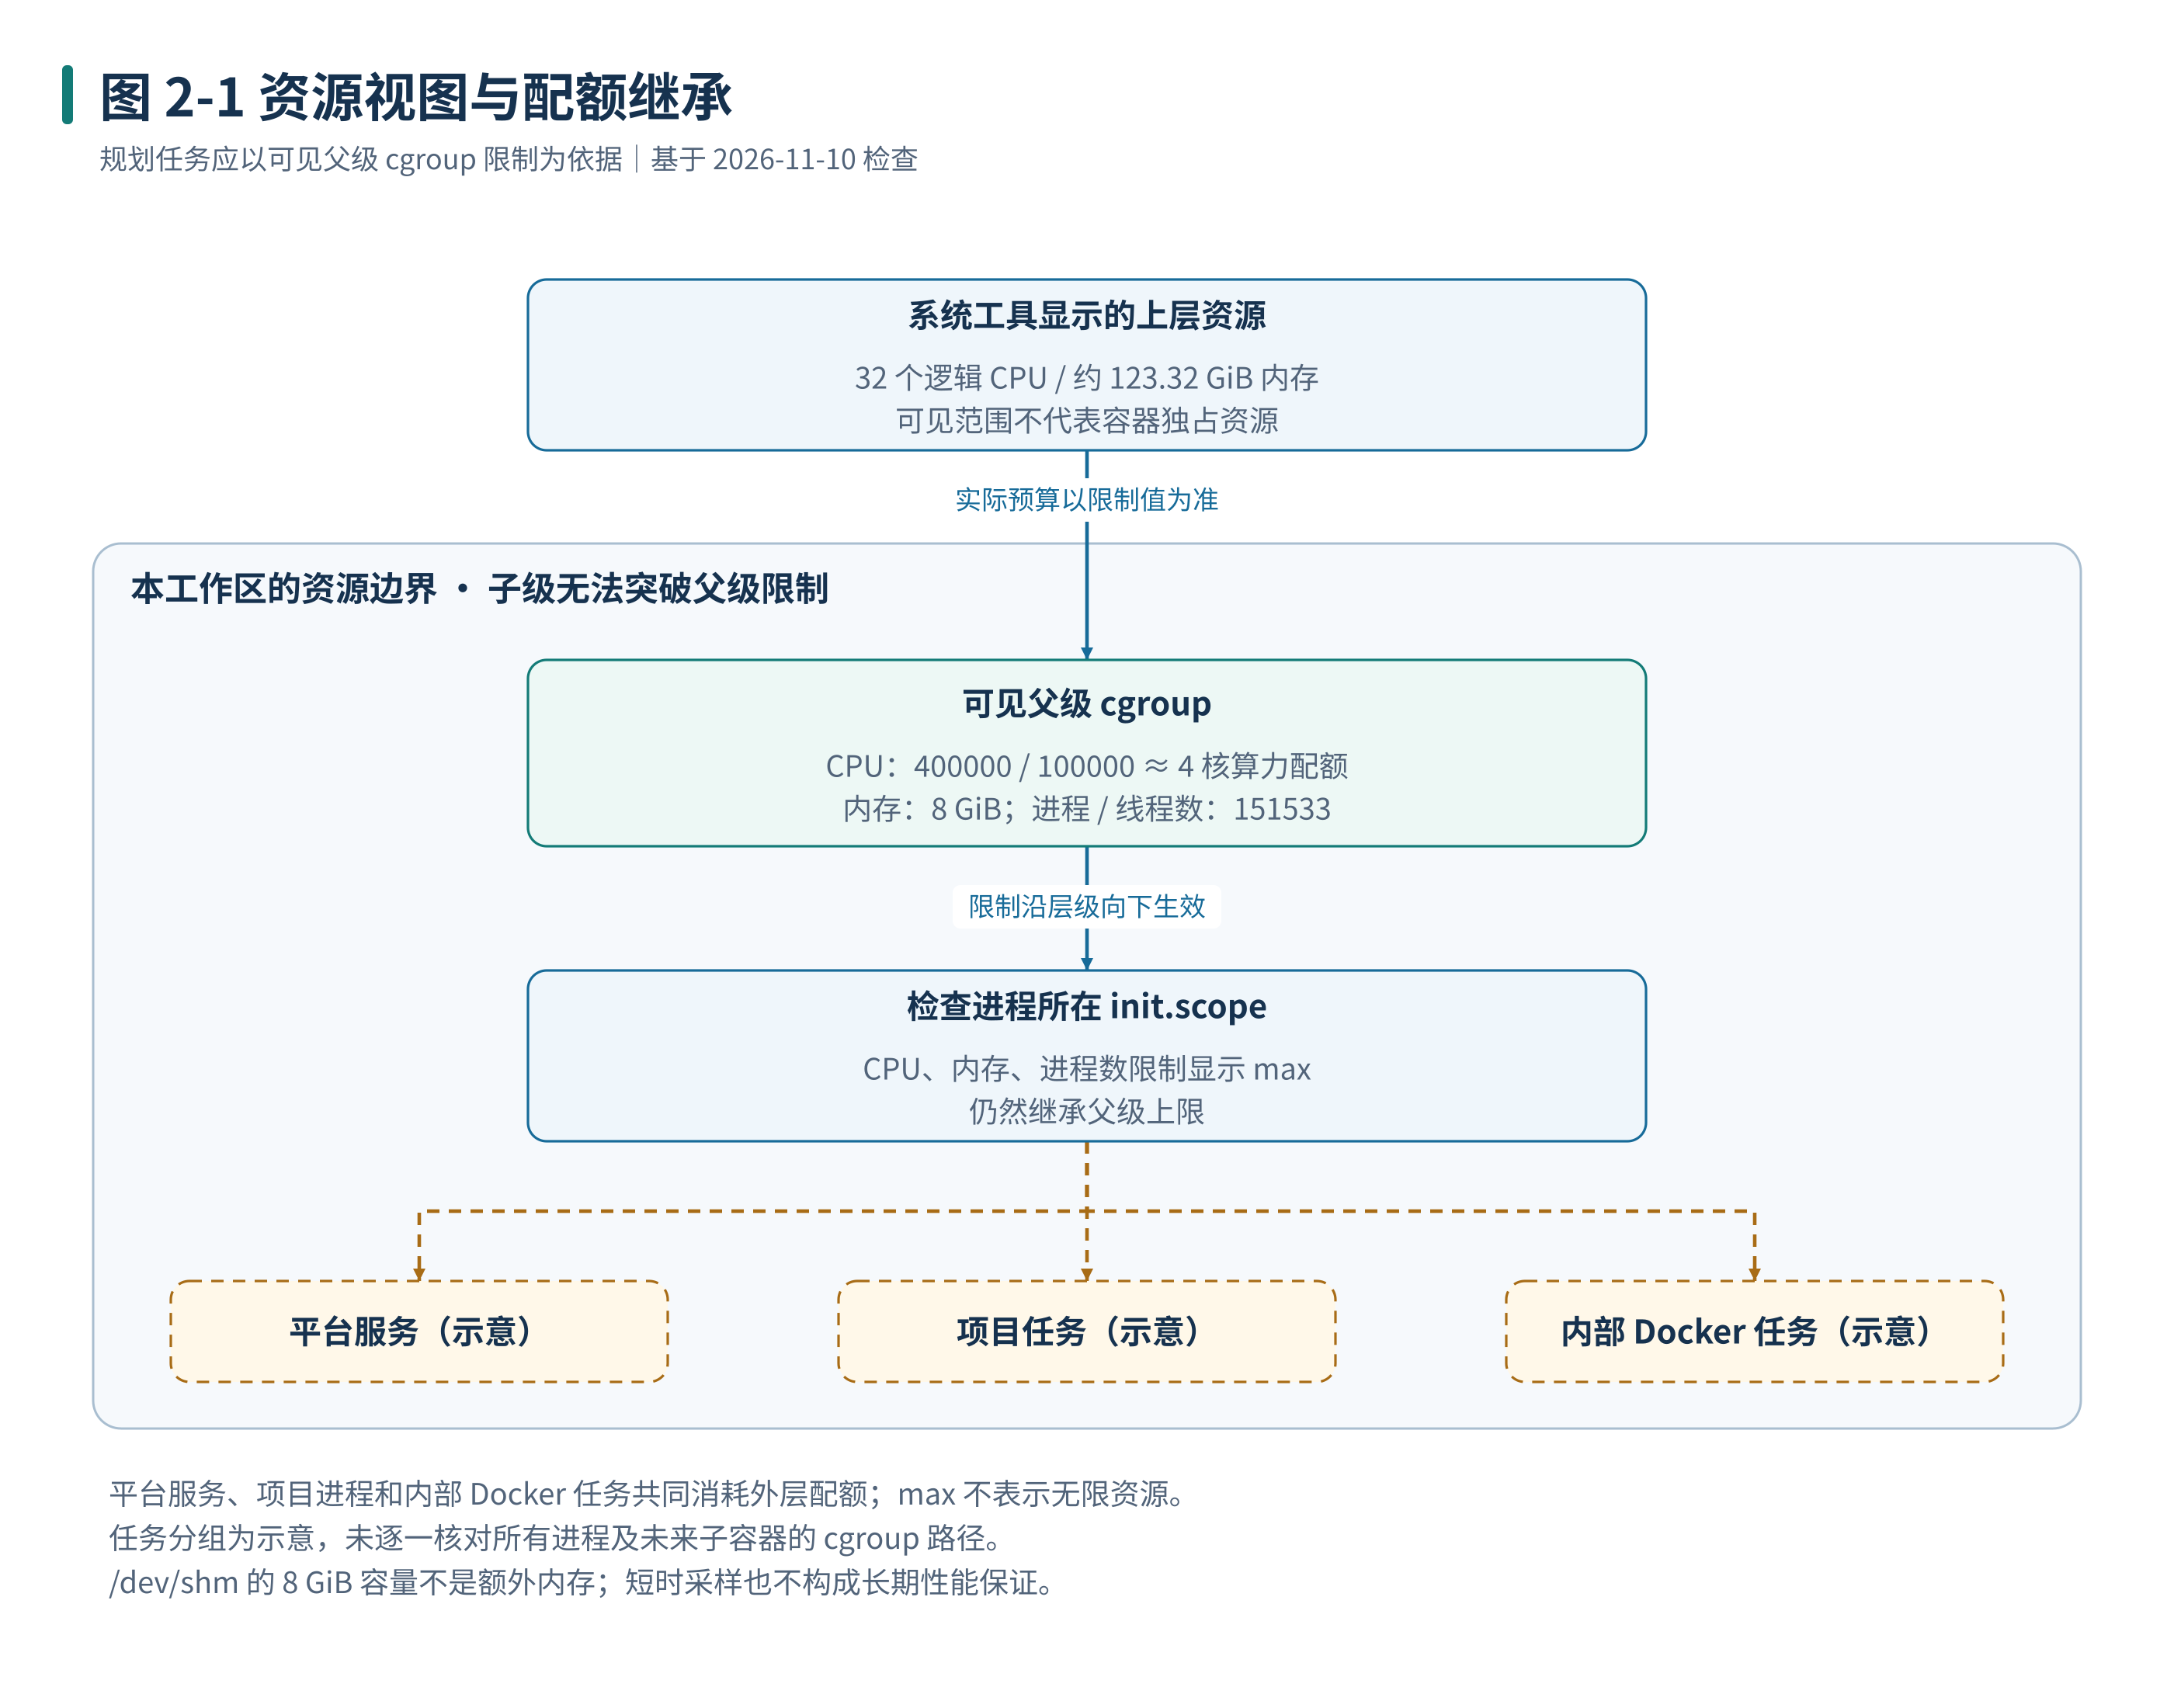 图 2-1 资源视图与配额继承
规划任务应以可见父级 cgroup 限制为依据｜基于 2026-11-10 检查
系统工具显示的上层资源
32 个逻辑 CPU / 约 123.32 GiB 内存
可见范围不代表容器独占资源
实际预算以限制值为准
本工作区的资源边界 · 子级无法突破父级限制
可见父级 cgroup
CPU：400000 / 100000 ≈ 4 核算力配额
内存：8 GiB；进程 / 线程数：151533
限制沿层级向下生效
检查进程所在 init.scope
CPU、内存、进程数限制显示 max
仍然继承父级上限
平台服务（示意）
项目任务（示意）
内部 Docker 任务（示意）
平台服务、项目进程和内部 Docker 任务共同消耗外层配额；max 不表示无限资源。
任务分组为示意，未逐一核对所有进程及未来子容器的 cgroup 路径。
/dev/shm 的 8 GiB 容量不是额外内存；短时采样也不构成长期性能保证。